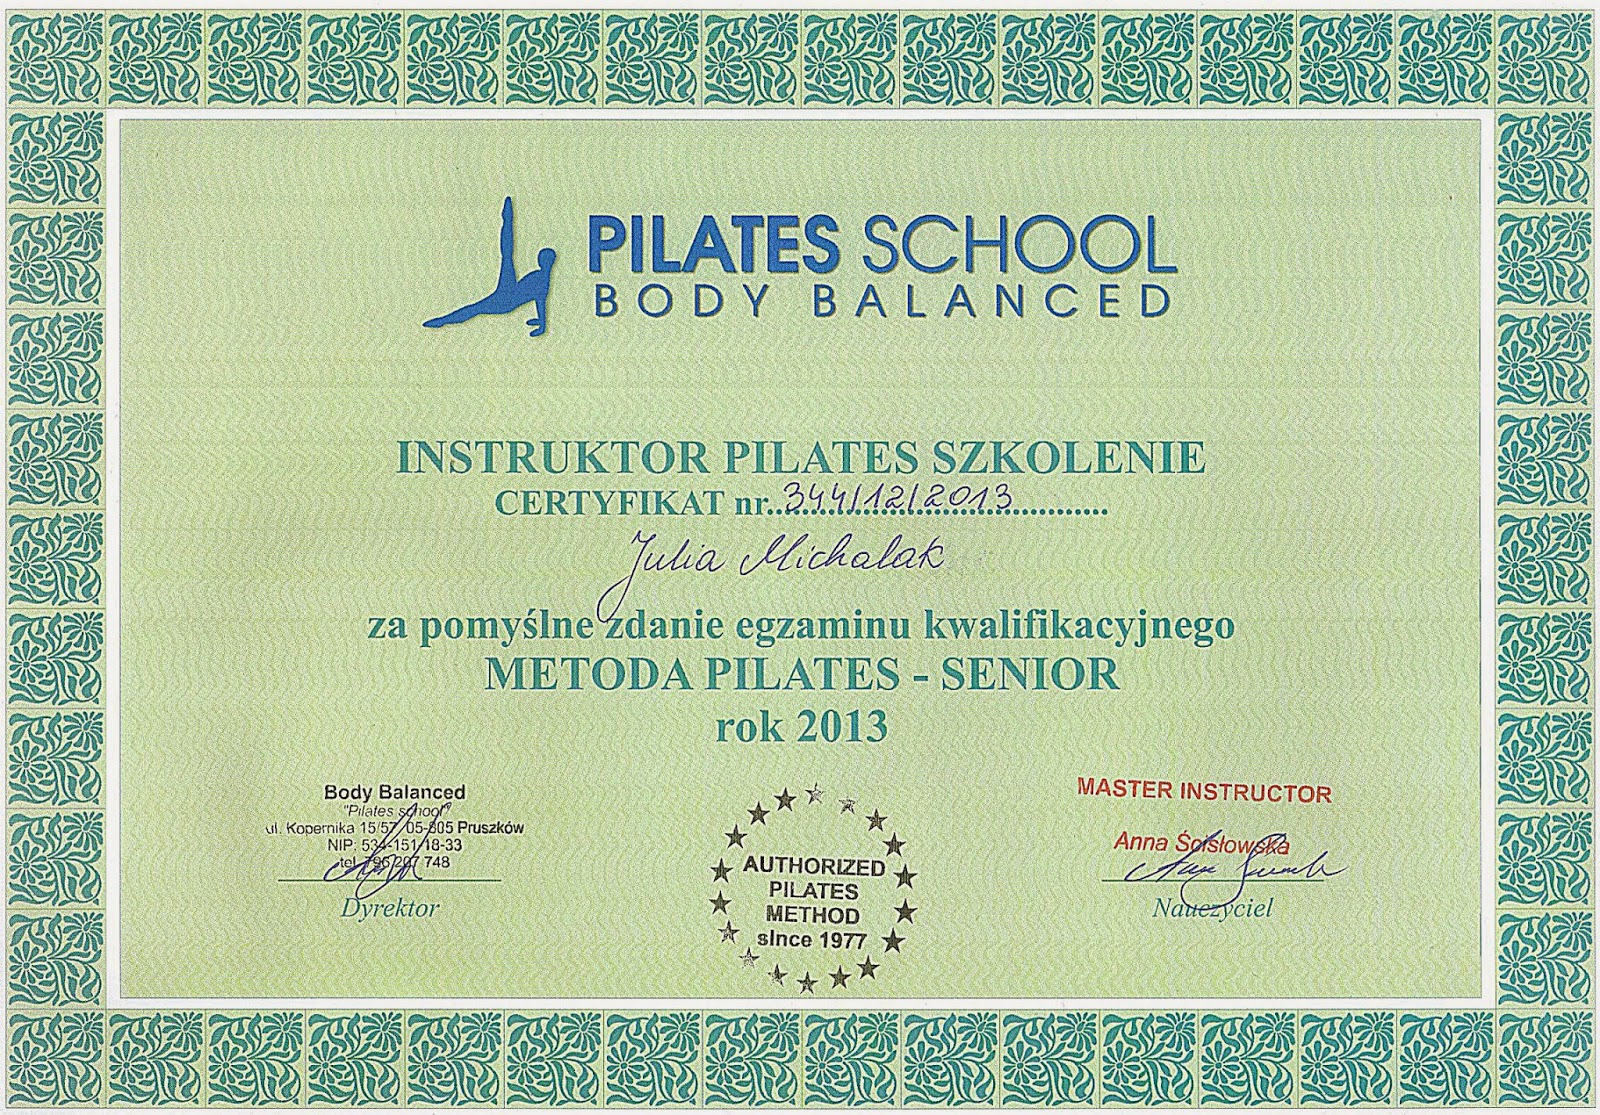 PILATES SCHOOL
BODY BALANCED
INSTRUKTOR PILATES SZKOLENIE
CERTYFIKAT nr. 344/12/2013
Julia Michalak
za pomyślne zdanie egzaminu kwalifikacyjnego
METODA PILATES - SENIOR
rok 2013
Body Balanced
"Pilates school"
ul. Kopernika 15/57, 05-805 Pruszków
NIP: 534-151-18-33
tel. 796 207 748
Dyrektor
AUTHORIZED
PILATES
METHOD
since 1977
MASTER INSTRUCTOR
Anna Ścisłowska
Nauczyciel